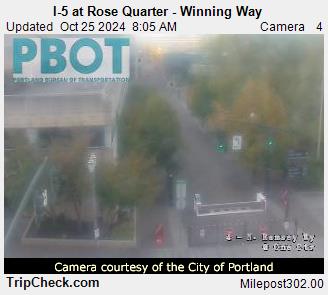 I-5 at Rose Quarter - Winning Way
Updated Oct 25 2024 8:05 AM Camera 4
PBOT
PORTLAND BUREAU OF TRANSPORTATION
Camera courtesy of the City of Portland
TripCheck.com Milepost302.00